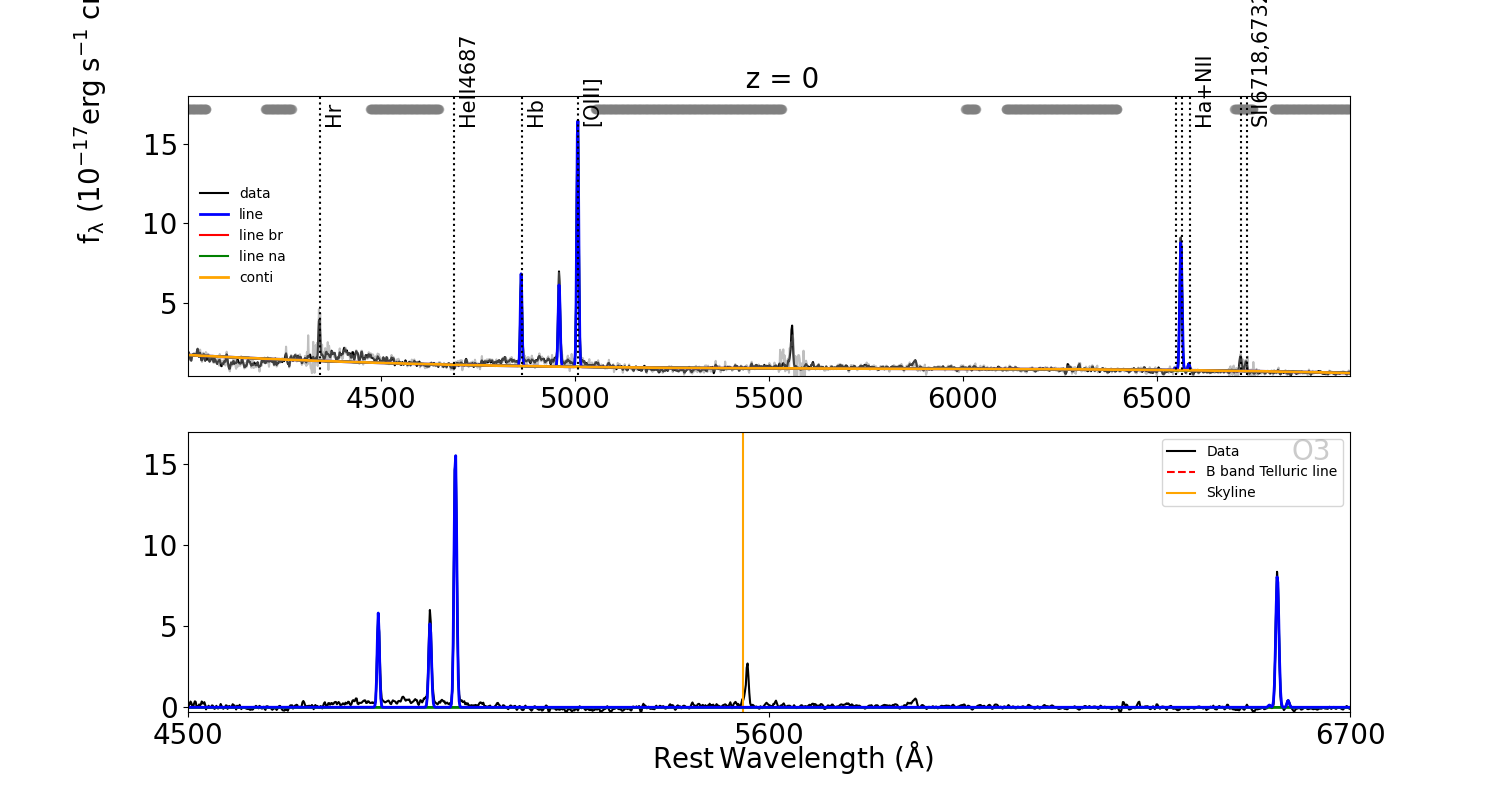 z = 0
Hr
HeII4687
Hb
[OIII]
Ha+NII
SII6718,6732
f_λ (10^−17 erg s^−1
15
10
5
data
line
line br
line na
conti
4500 5000 5500 6000 6500
O3
Data
B band Telluric line
Skyline
15
10
5
0
4500 5600 6700
Rest Wavelength (Å)